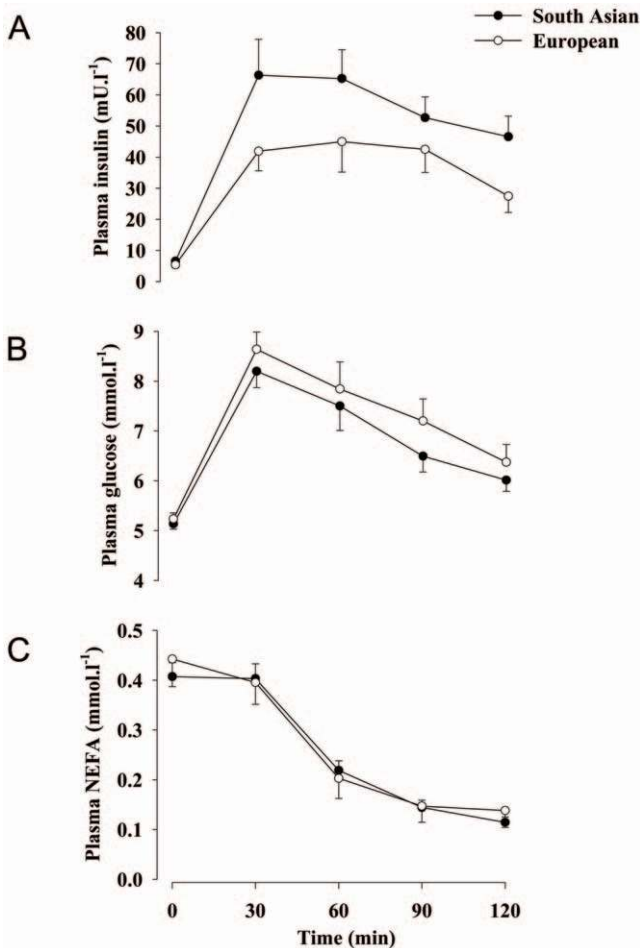 A
South Asian
European
Plasma insulin (mU.l⁻¹)
80
70
60
50
40
30
20
10
0
B
Plasma glucose (mmol.l⁻¹)
9
8
7
6
5
4
C
Plasma NEFA (mmol.l⁻¹)
0.5
0.4
0.3
0.2
0.1
0.0
0 30 60 90 120
Time (min)